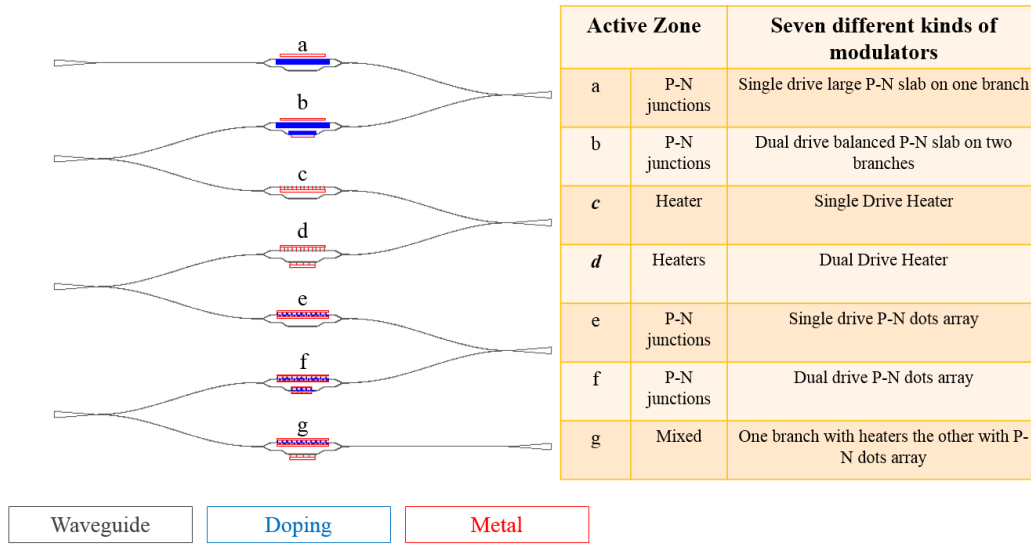 a
b
c
d
e
f
g
Active Zone
Seven different kinds of
modulators
a
P-N
junctions
Single drive large P-N slab on one branch
b
P-N
junctions
Dual drive balanced P-N slab on two
branches
c
Heater
Single Drive Heater
d
Heaters
Dual Drive Heater
e
P-N
junctions
Single drive P-N dots array
f
P-N
junctions
Dual drive P-N dots array
g
Mixed
One branch with heaters the other with P-
N dots array
Waveguide
Doping
Metal